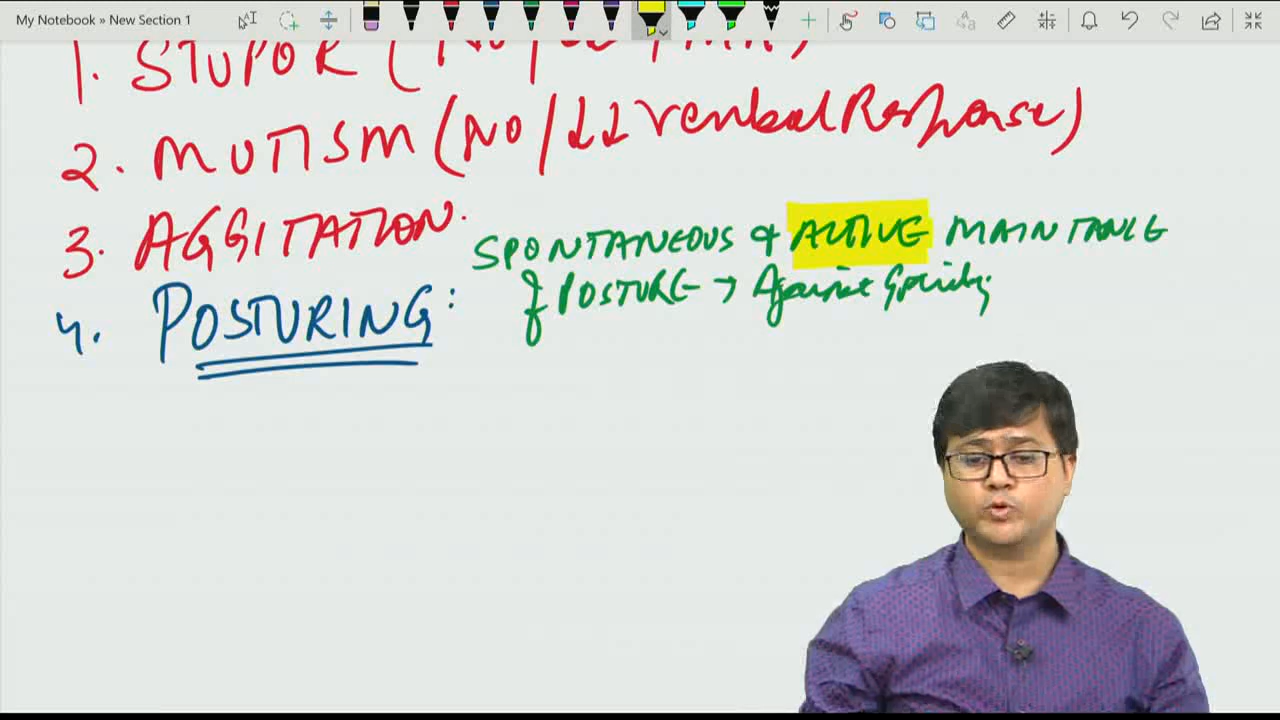 My Notebook » New Section 1
1. STUPOR (
2. MUTISM (NO/↓↓ Verbal Response)
3. AGGITATION.
SPONTANEOUS & ACTIVE MAINTANCE
of POSTURE → Against Gravity
4. POSTURING: